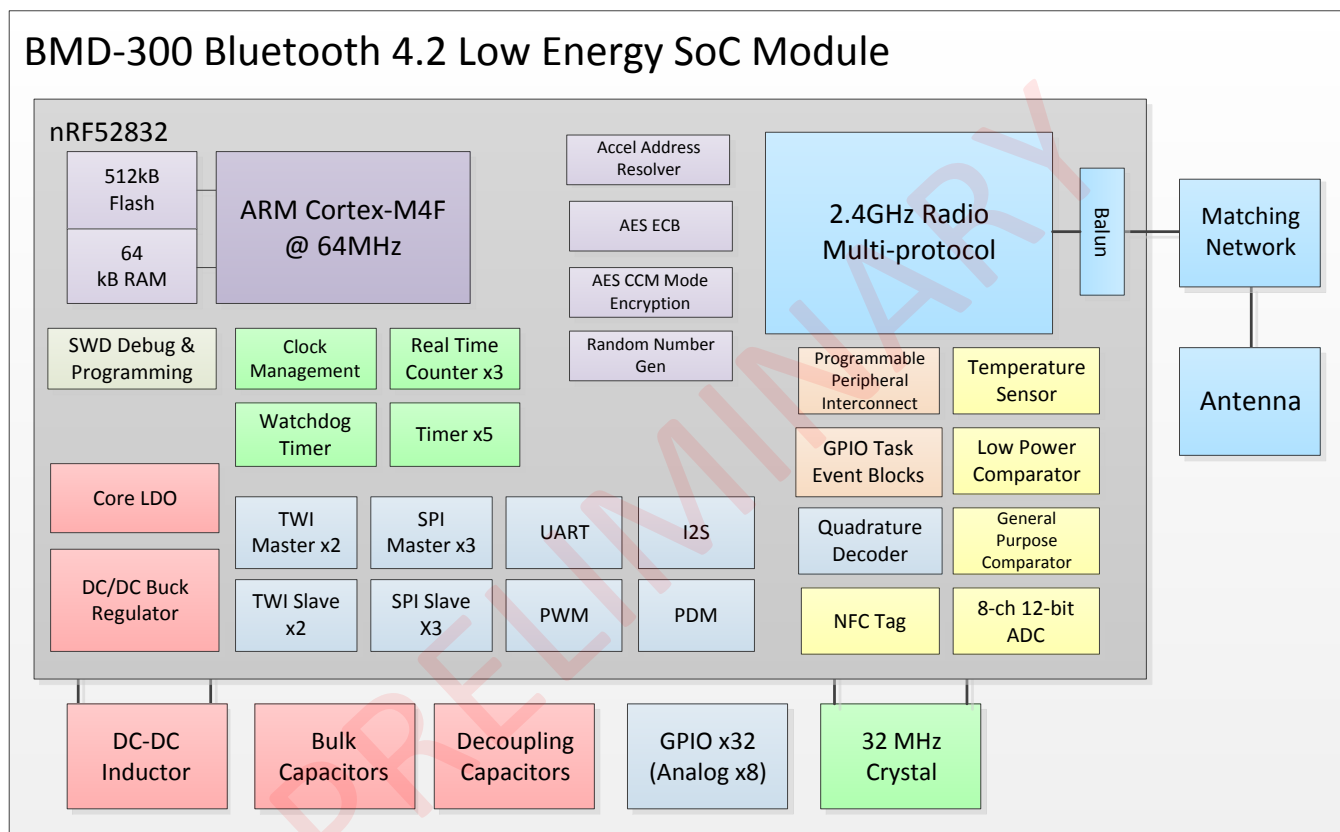 BMD-300 Bluetooth 4.2 Low Energy SoC Module
nRF52832
512kB
Flash
64
kB RAM
ARM Cortex-M4F
@ 64MHz
Accel Address
Resolver
AES ECB
AES CCM Mode
Encryption
Random Number
Gen
2.4GHz Radio
Multi-protocol
Balun
Matching
Network
Antenna
SWD Debug &
Programming
Clock
Management
Real Time
Counter x3
Watchdog
Timer
Timer x5
Programmable
Peripheral
Interconnect
Temperature
Sensor
GPIO Task
Event Blocks
Low Power
Comparator
Core LDO
DC/DC Buck
Regulator
TWI
Master x2
SPI
Master x3
UART
I2S
Quadrature
Decoder
General
Purpose
Comparator
TWI Slave
x2
SPI Slave
X3
PWM
PDM
NFC Tag
8-ch 12-bit
ADC
DC-DC
Inductor
Bulk
Capacitors
Decoupling
Capacitors
GPIO x32
(Analog x8)
32 MHz
Crystal
PRELIMINARY